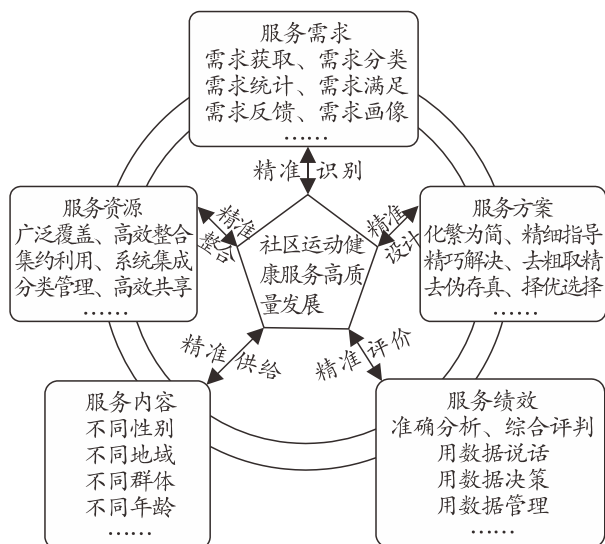 服务需求
需求获取、需求分类
需求统计、需求满足
需求反馈、需求画像
……
精准识别
服务资源
广泛覆盖、高效整合
集约利用、系统集成
分类管理、高效共享
……
精准
整合
社区运动健
康服务高质
量发展
精准
设计
服务方案
化繁为简、精细指导
精巧解决、去粗取精
去伪存真、择优选择
……
精准供给
精准评价
服务内容
不同性别
不同地域
不同群体
不同年龄
……
服务绩效
准确分析、综合评判
用数据说话
用数据决策
用数据管理
……